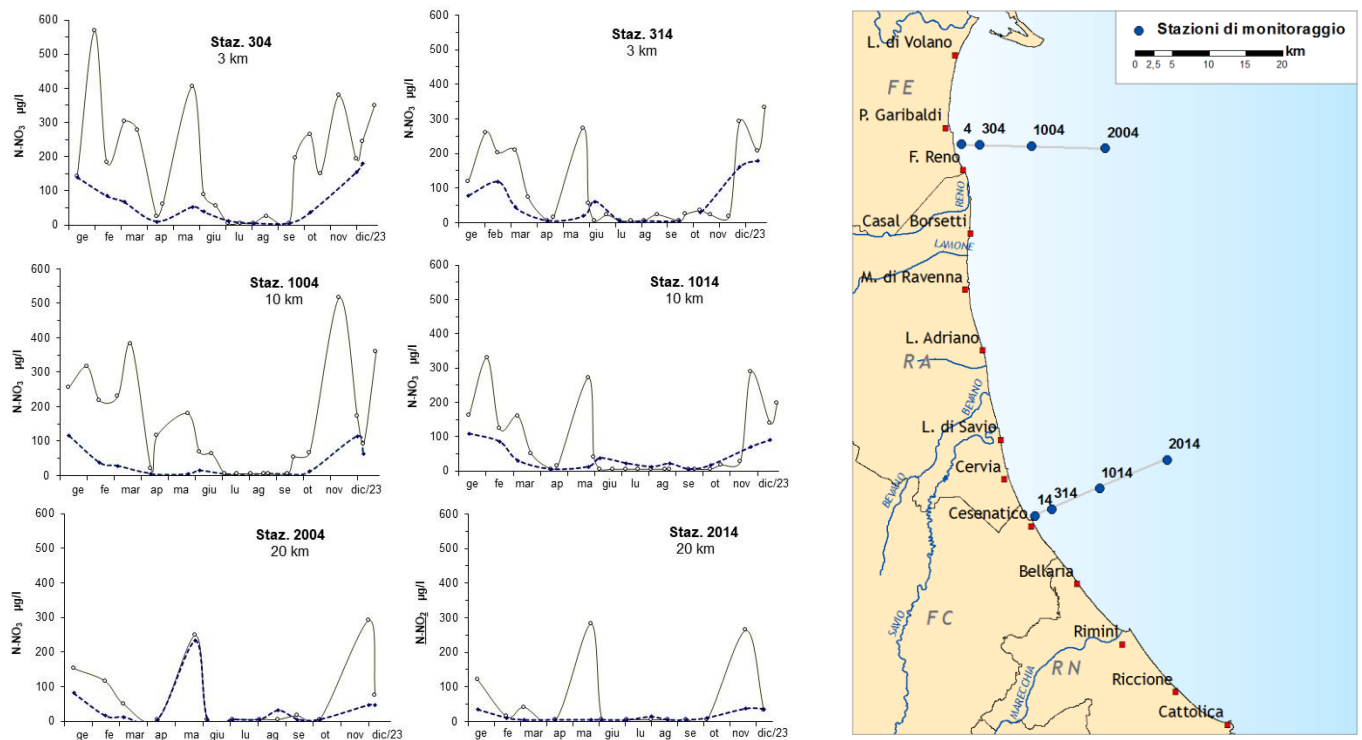 600
500
400
300
200
100
0
N-NO₃ µg/l
Staz. 304
3 km
ge fe mar ap ma giu lu ag se ot nov dic/23
600
500
400
300
200
100
0
N-NO₃ µg/l
Staz. 314
3 km
ge feb mar ap ma giu lu ag se ot nov dic/23
600
500
400
300
200
100
0
N-NO₃ µg/l
Staz. 1004
10 km
ge fe mar ap ma giu lu ag se ot nov dic/23
600
500
400
300
200
100
0
N-NO₃ µg/l
Staz. 1014
10 km
ge fe mar ap ma giu lu ag se ot nov dic/23
600
500
400
300
200
100
0
N-NO₃ µg/l
Staz. 2004
20 km
ge fe mar ap ma giu lu ag se ot nov dic/23
600
500
400
300
200
100
0
N-NO₂ µg/l
Staz. 2014
20 km
ge fe mar ap ma giu lu ag se ot nov dic/23
Stazioni di monitoraggio
km
0 2,5 5 10 15 20
L. di Volano
FE
P. Garibaldi
4 304 1004 2004
F. Reno
RENO
Casal Borsetti
LAMONE
M. di Ravenna
L. Adriano
RA
BEVANO
L. di Savio
2014
Cervia
1014
BEVANO
14 314
Cesenatico
Bellaria
FC
SAVIO
Rimini
RN
MARECCHIA
Riccione
Cattolica